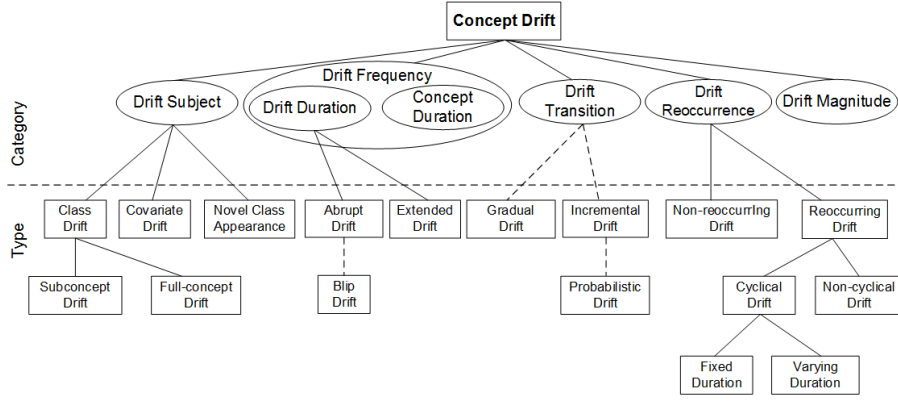 Concept Drift
Category
Drift Subject
Drift Frequency
Drift Duration
Concept
Duration
Drift
Transition
Drift
Reoccurrence
Drift Magnitude
Type
Class
Drift
Covariate
Drift
Novel Class
Appearance
Abrupt
Drift
Extended
Drift
Gradual
Drift
Incremental
Drift
Non-reoccurrIng
Drift
Reoccurring
Drift
Subconcept
Drift
Full-concept
Drift
Blip
Drift
Probabilistic
Drift
Cyclical
Drift
Non-cyclical
Drift
Fixed
Duration
Varying
Duration